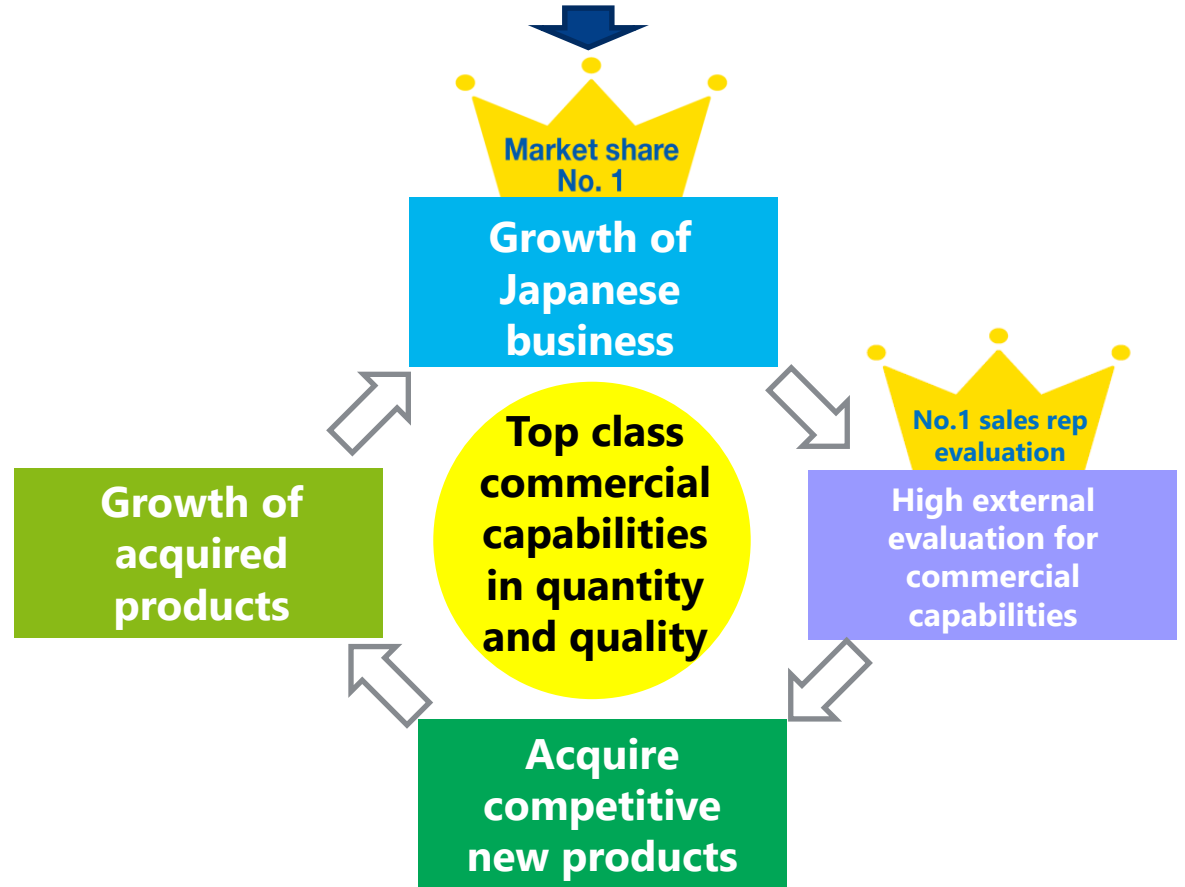 Market share
No. 1
Growth of
Japanese
business
No.1 sales rep
evaluation
High external
evaluation for
commercial
capabilities
Top class
commercial
capabilities
in quantity
and quality
Growth of
acquired
products
Acquire
competitive
new products